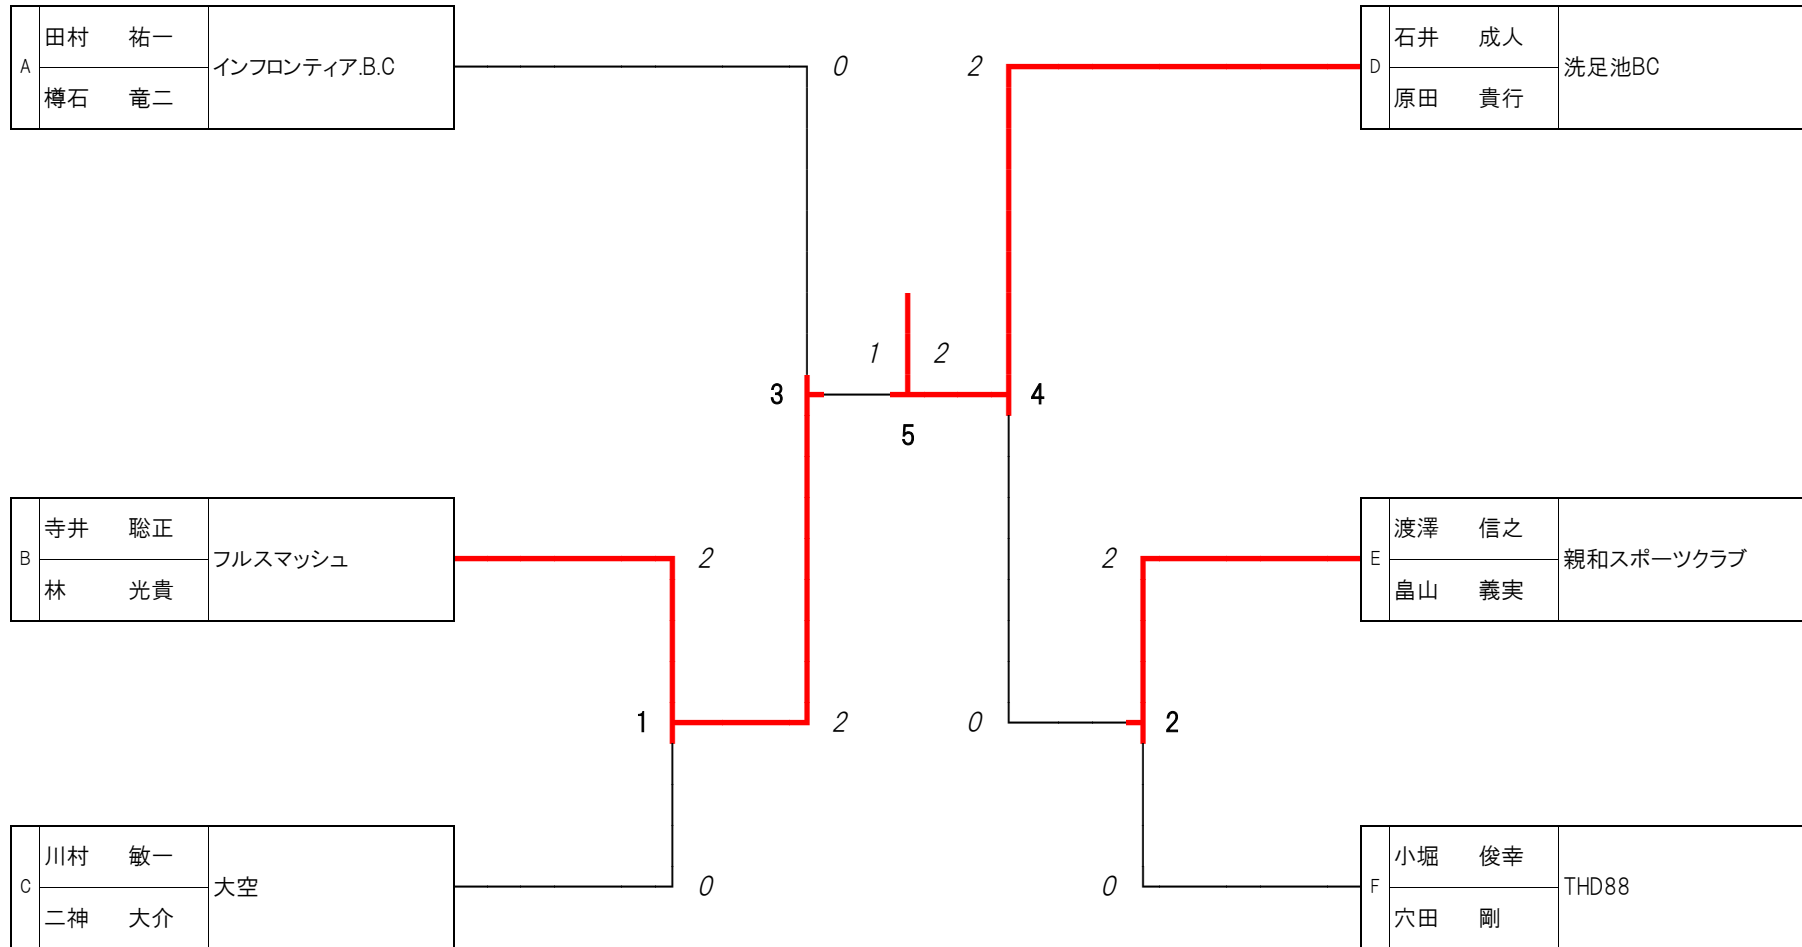 A 田村 祐一 インフロンティア.B.C
樽石 竜二
0 2
D 石井 成人 洗足池BC
原田 貴行
1 2
3 4
5
B 寺井 聡正 フルスマッシュ
林 光貴
2 2
E 渡澤 信之 親和スポーツクラブ
畠山 義実
1 2 0 2
C 川村 敏一 大空
二神 大介
0 0
F 小堀 俊幸 THD88
穴田 剛